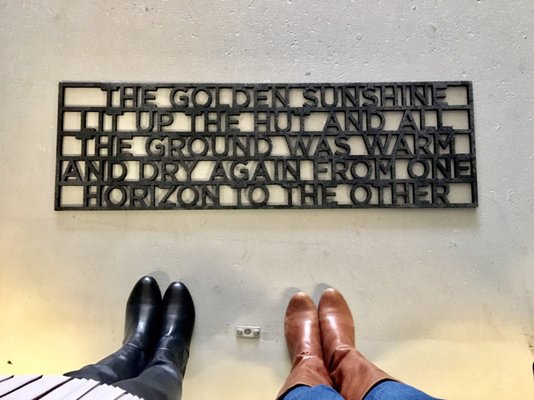 THE GOLDEN SUNSHINE
LIT UP THE HUT AND ALL
THE GROUND WAS WARM
AND DRY AGAIN FROM ONE
HORIZON TO THE OTHER